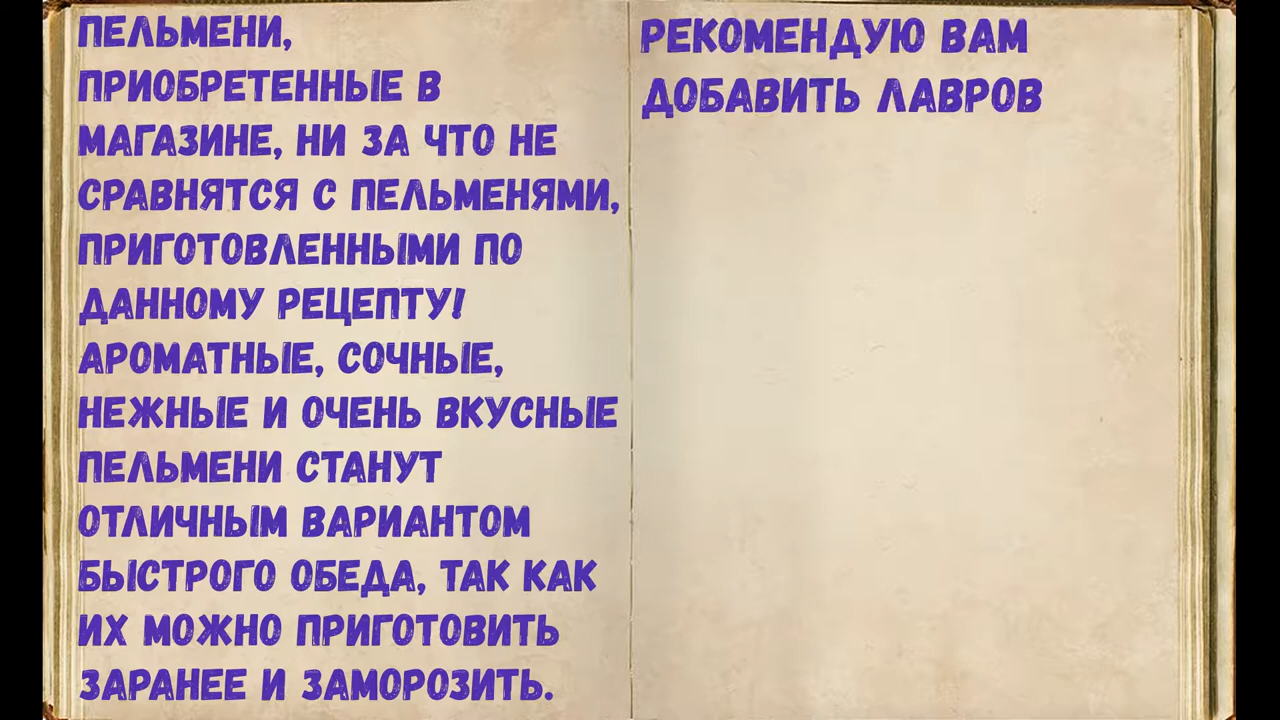 ПЕЛЬМЕНИ,
ПРИОБРЕТЕННЫЕ В
МАГАЗИНЕ, НИ ЗА ЧТО НЕ
СРАВНЯТСЯ С ПЕЛЬМЕНЯМИ,
ПРИГОТОВЛЕННЫМИ ПО
ДАННОМУ РЕЦЕПТУ!
АРОМАТНЫЕ, СОЧНЫЕ,
НЕЖНЫЕ И ОЧЕНЬ ВКУСНЫЕ
ПЕЛЬМЕНИ СТАНУТ
ОТЛИЧНЫМ ВАРИАНТОМ
БЫСТРОГО ОБЕДА, ТАК КАК
ИХ МОЖНО ПРИГОТОВИТЬ
ЗАРАНЕЕ И ЗАМОРОЗИТЬ.
РЕКОМЕНДУЮ ВАМ
ДОБАВИТЬ ЛАВРОВ